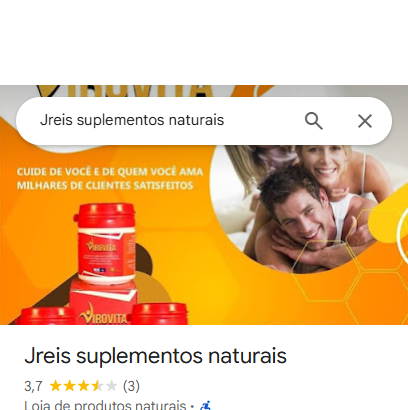 VIROVITA
Jreis suplementos naturais
CUIDE DE VOCÊ E DE QUEM VOCÊ AMA
MILHARES DE CLIENTES SATISFEITOS
VIROVITA
VIROVITA
Jreis suplementos naturais
3,7 (3)
Loja de produtos naturais ·